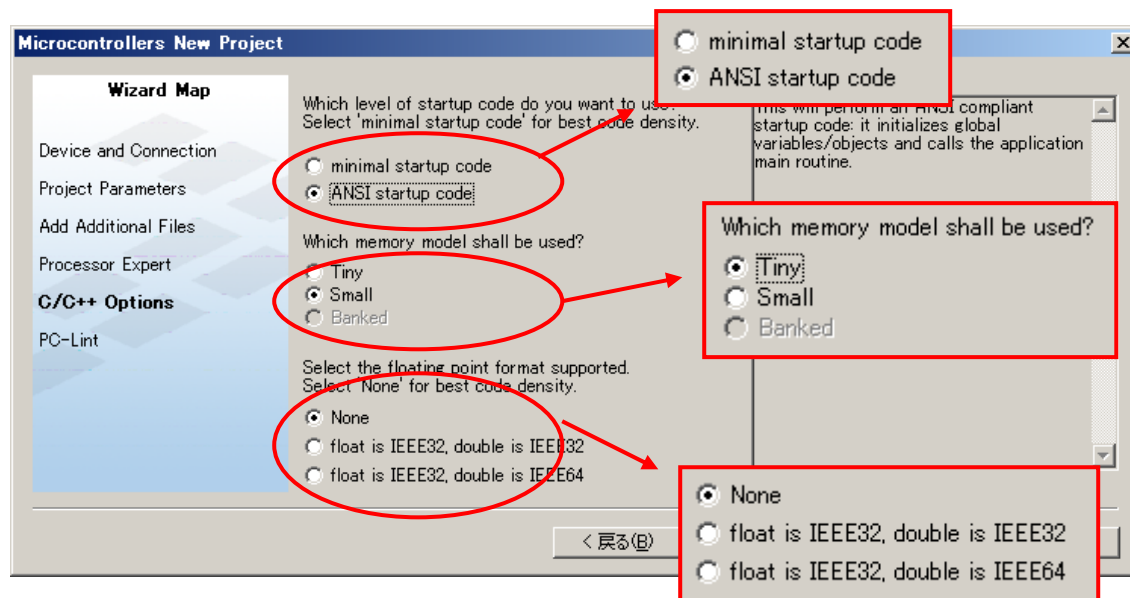 Microcontrollers New Project
Wizard Map
Device and Connection
Project Parameters
Add Additional Files
Processor Expert
C/C++ Options
PC-Lint
Which level of startup code do you want to use?
Select 'minimal startup code' for best code density.
minimal startup code
ANSI startup code
Which memory model shall be used?
Tiny
Small
Banked
Select the floating point format supported.
Select 'None' for best code density.
None
float is IEEE32, double is IEEE32
float is IEEE32, double is IEEE64
minimal startup code
ANSI startup code
This will perform an ANSI compliant
startup code: it initializes global
variables/objects and calls the application
main routine.
Which memory model shall be used?
Tiny
Small
Banked
None
float is IEEE32, double is IEEE32
float is IEEE32, double is IEEE64
< 戻る(B)